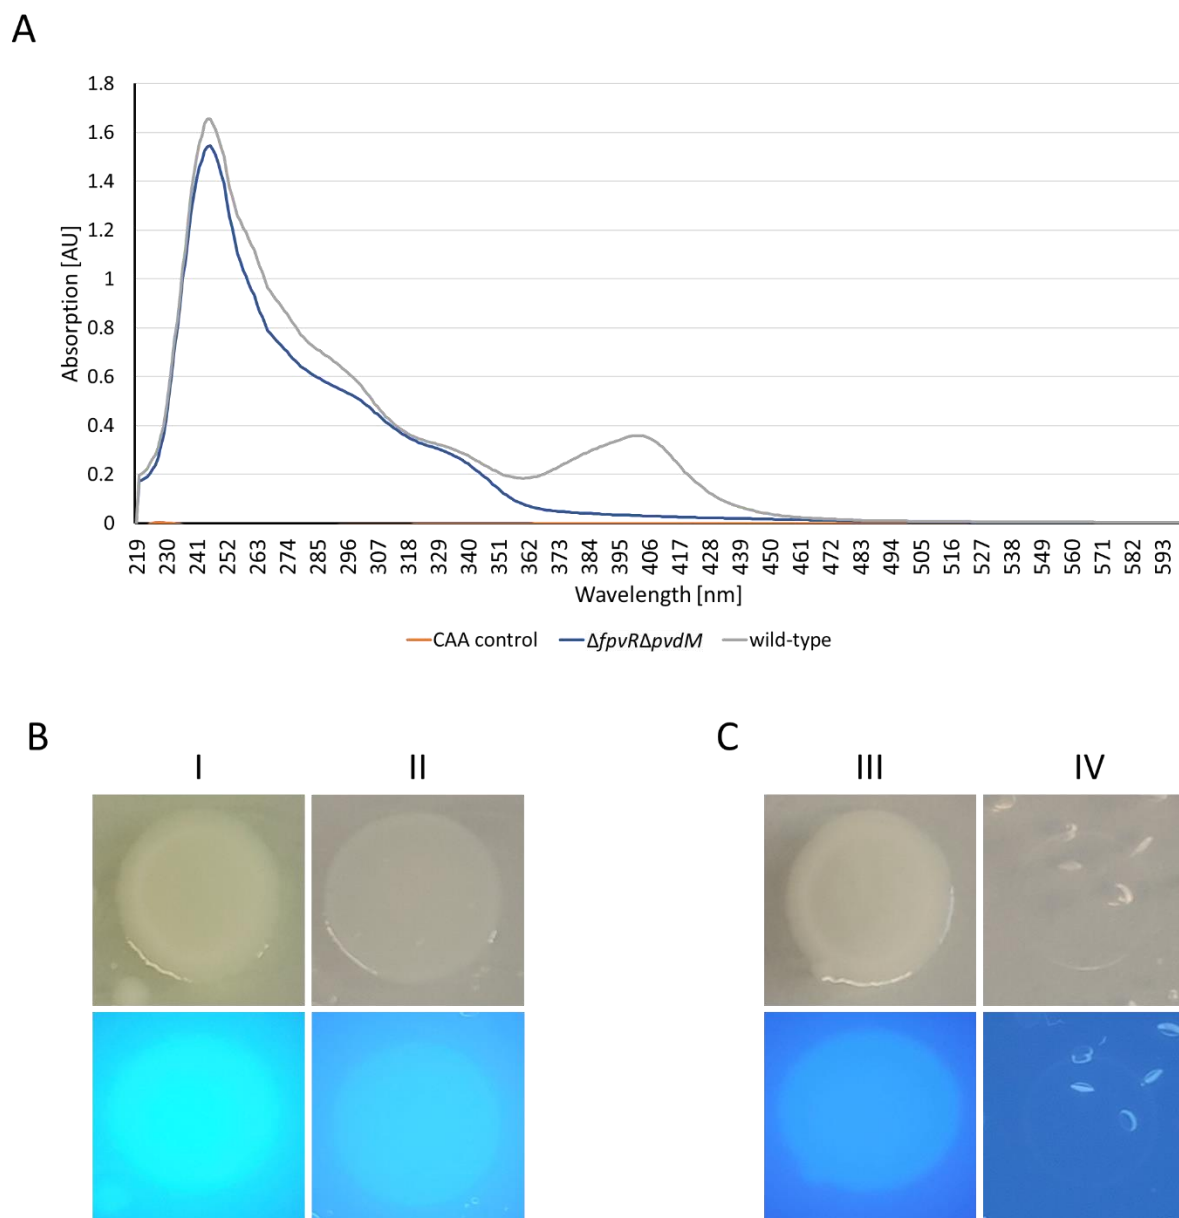 A
1.8
1.6
1.4
1.2
1
0.8
0.6
0.4
0.2
0
Absorption [AU]
219 230 241 252 263 274 285 296 307 318 329 340 351 362 373 384 395 406 417 428 439 450 461 472 483 494 505 516 527 538 549 560 571 582 593
Wavelength [nm]
CAA control ΔfpvRΔpvdM wild-type
B C
I II III IV